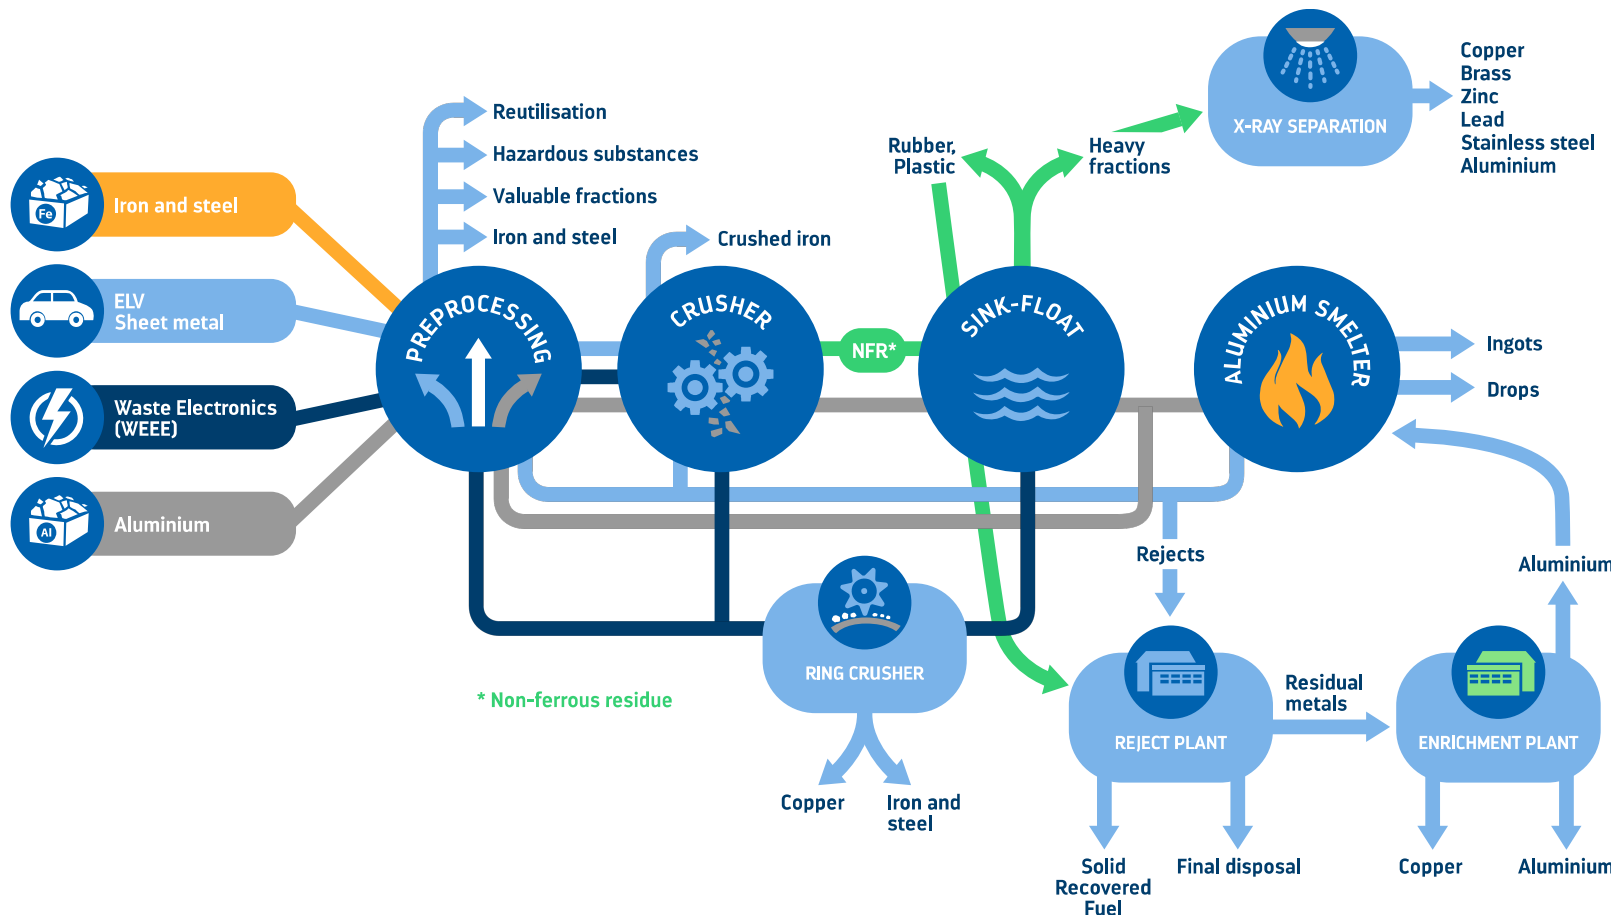 Copper
Brass
Zinc
Lead
Stainless steel
Aluminium
X-RAY SEPARATION
Reutilisation
Hazardous substances
Valuable fractions
Iron and steel
Rubber,
Plastic
Heavy
fractions
Crushed iron
Fe
Iron and steel
ELV
Sheet metal
Waste Electronics
(WEEE)
Al
Aluminium
PREPROCESSING
CRUSHER
NFR*
SINK-FLOAT
ALUMINIUM SMELTER
Ingots
Drops
Rejects
Aluminium
RING CRUSHER
* Non-ferrous residue
Copper
Iron and
steel
REJECT PLANT
Residual
metals
ENRICHMENT PLANT
Solid
Recovered
Fuel
Final disposal
Copper
Aluminium